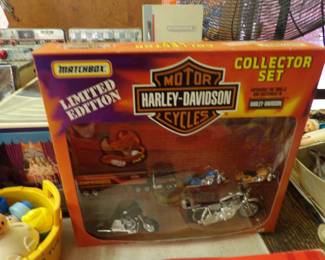 MATCHBOX
LIMITED
EDITION
MOTOR
HARLEY-DAVIDSON
CYCLES
COLLECTOR
SET
HARLEY-DAVIDSON